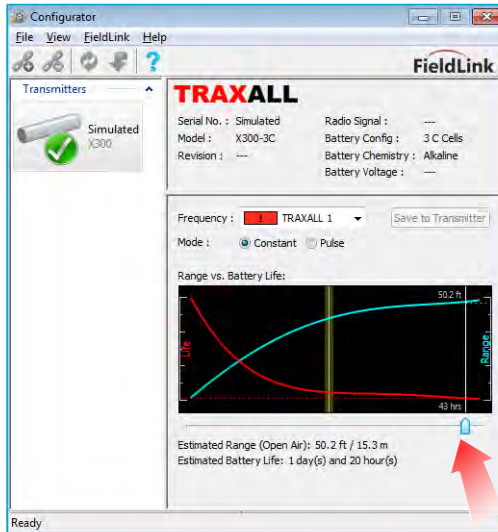 Configurator
File View FieldLink Help
FieldLink
Transmitters
Simulated
X300
TRAXALL
Serial No. : Simulated
Model : X300-3C
Revision : ---
Radio Signal : ---
Battery Config : 3 C Cells
Battery Chemistry : Alkaline
Battery Voltage : ---
Frequency : 1 TRAXALL 1
Save to Transmitter
Mode : Constant Pulse
Range vs. Battery Life:
50.2 ft
Life
Range
43 hrs
Estimated Range (Open Air): 50.2 ft / 15.3 m
Estimated Battery Life: 1 day(s) and 20 hour(s)
Ready